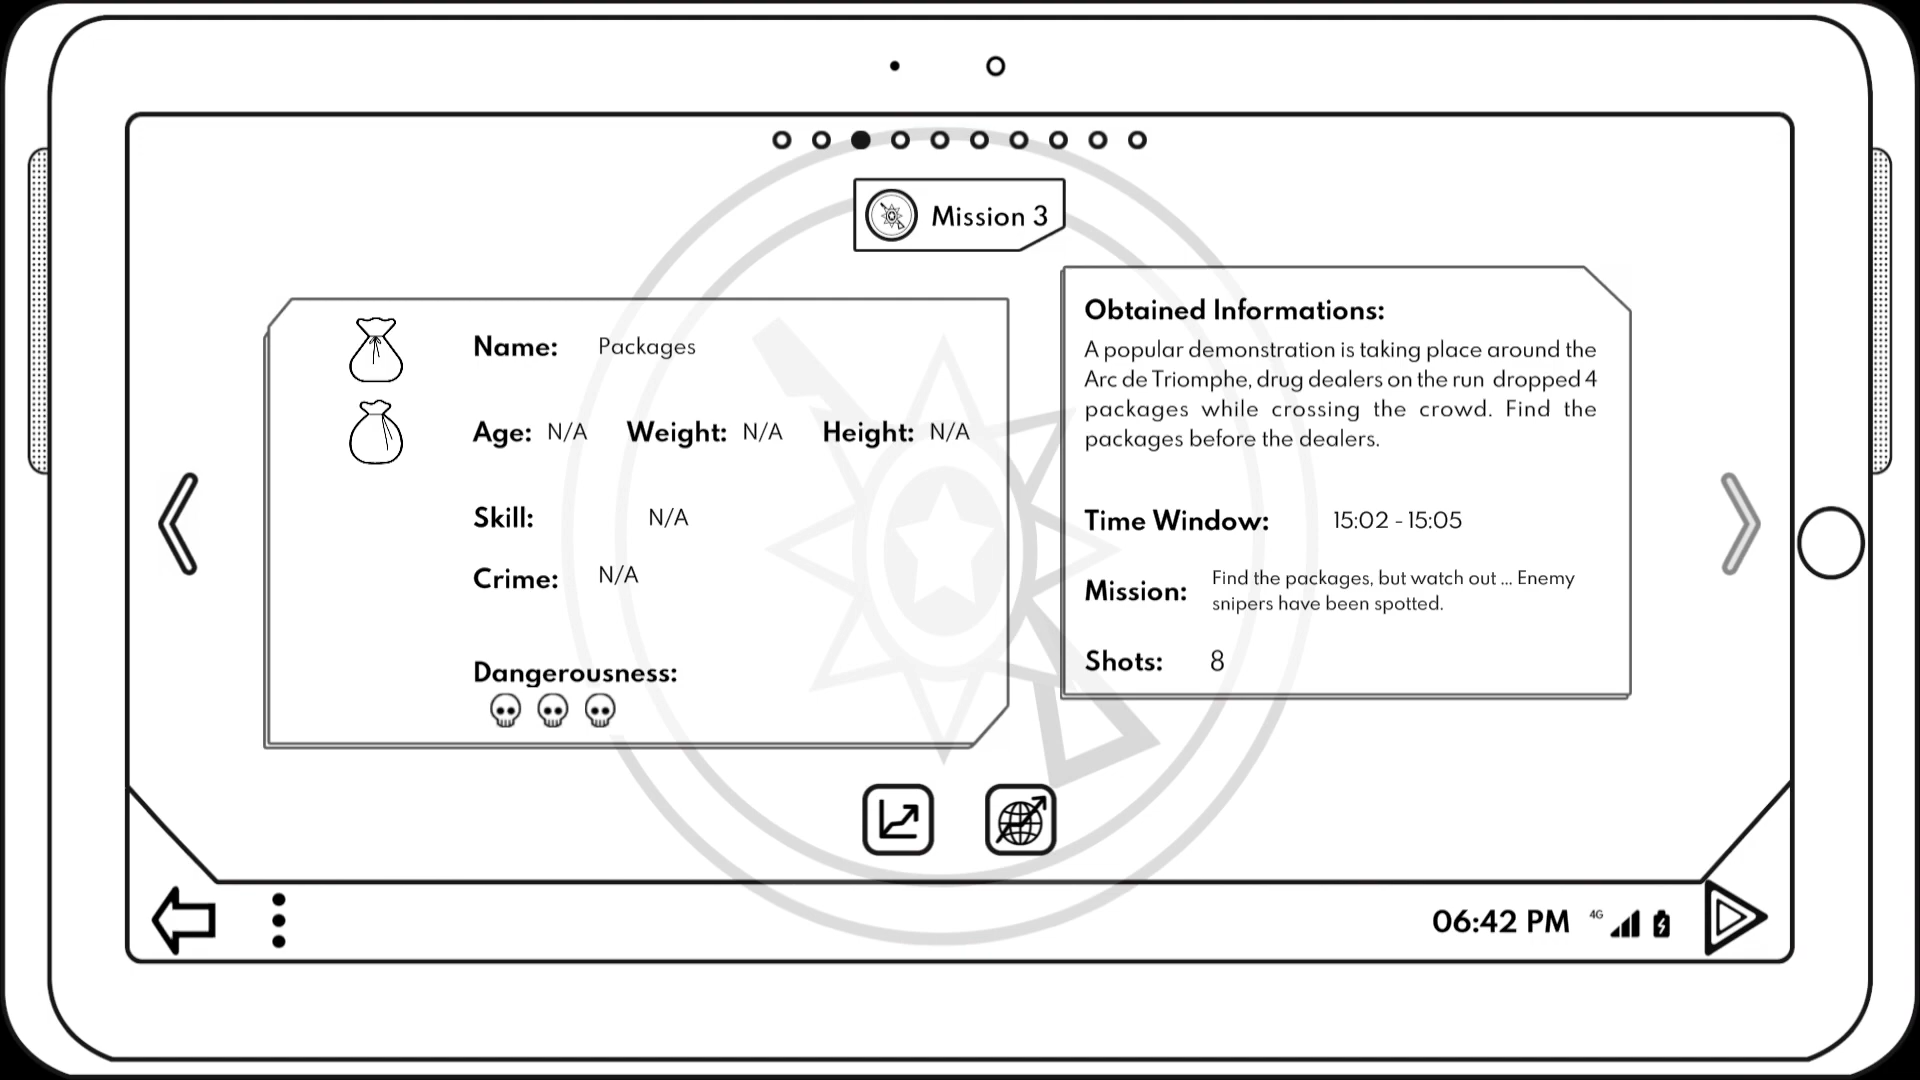 Mission 3
Name: Packages
Age: N/A Weight: N/A Height: N/A
Skill: N/A
Crime: N/A
Dangerousness:
Obtained Informations:
A popular demonstration is taking place around the
Arc de Triomphe, drug dealers on the run dropped 4
packages while crossing the crowd. Find the
packages before the dealers.
Time Window: 15:02 - 15:05
Mission: Find the packages, but watch out ... Enemy
snipers have been spotted.
Shots: 8
06:42 PM 4G